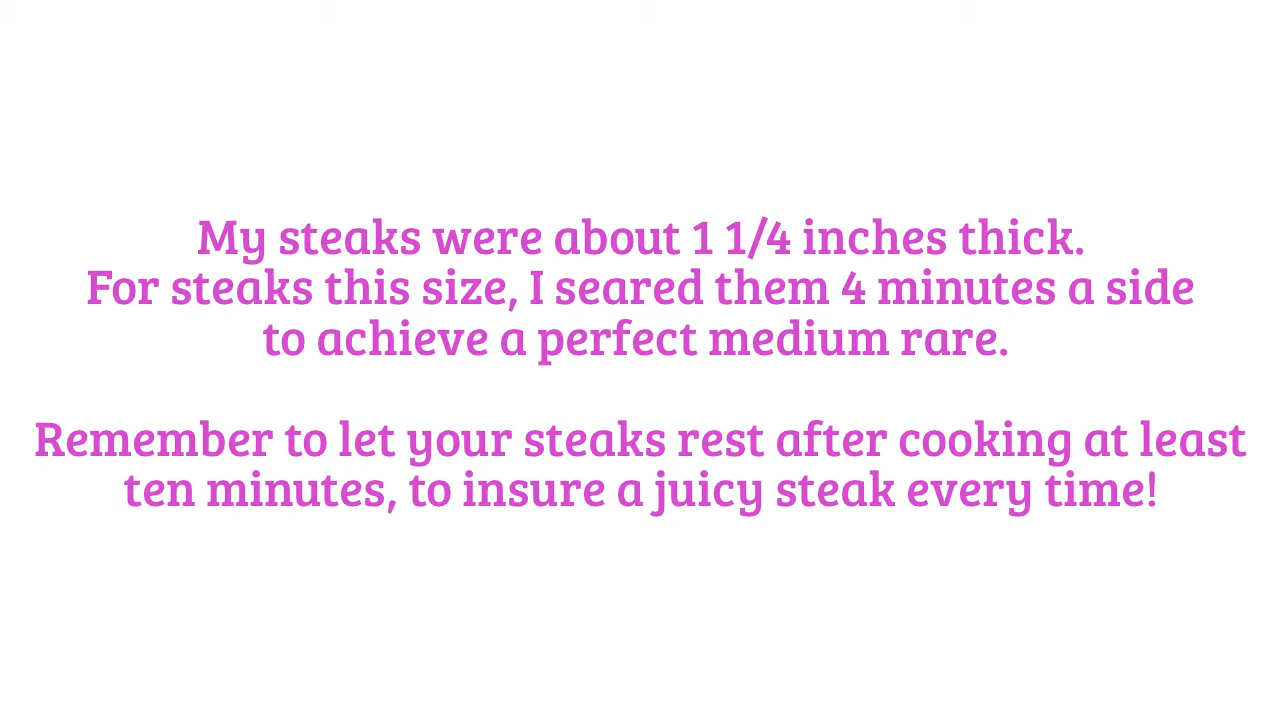 My steaks were about 1 1/4 inches thick.
For steaks this size, I seared them 4 minutes a side
to achieve a perfect medium rare.
Remember to let your steaks rest after cooking at least
ten minutes, to insure a juicy steak every time!